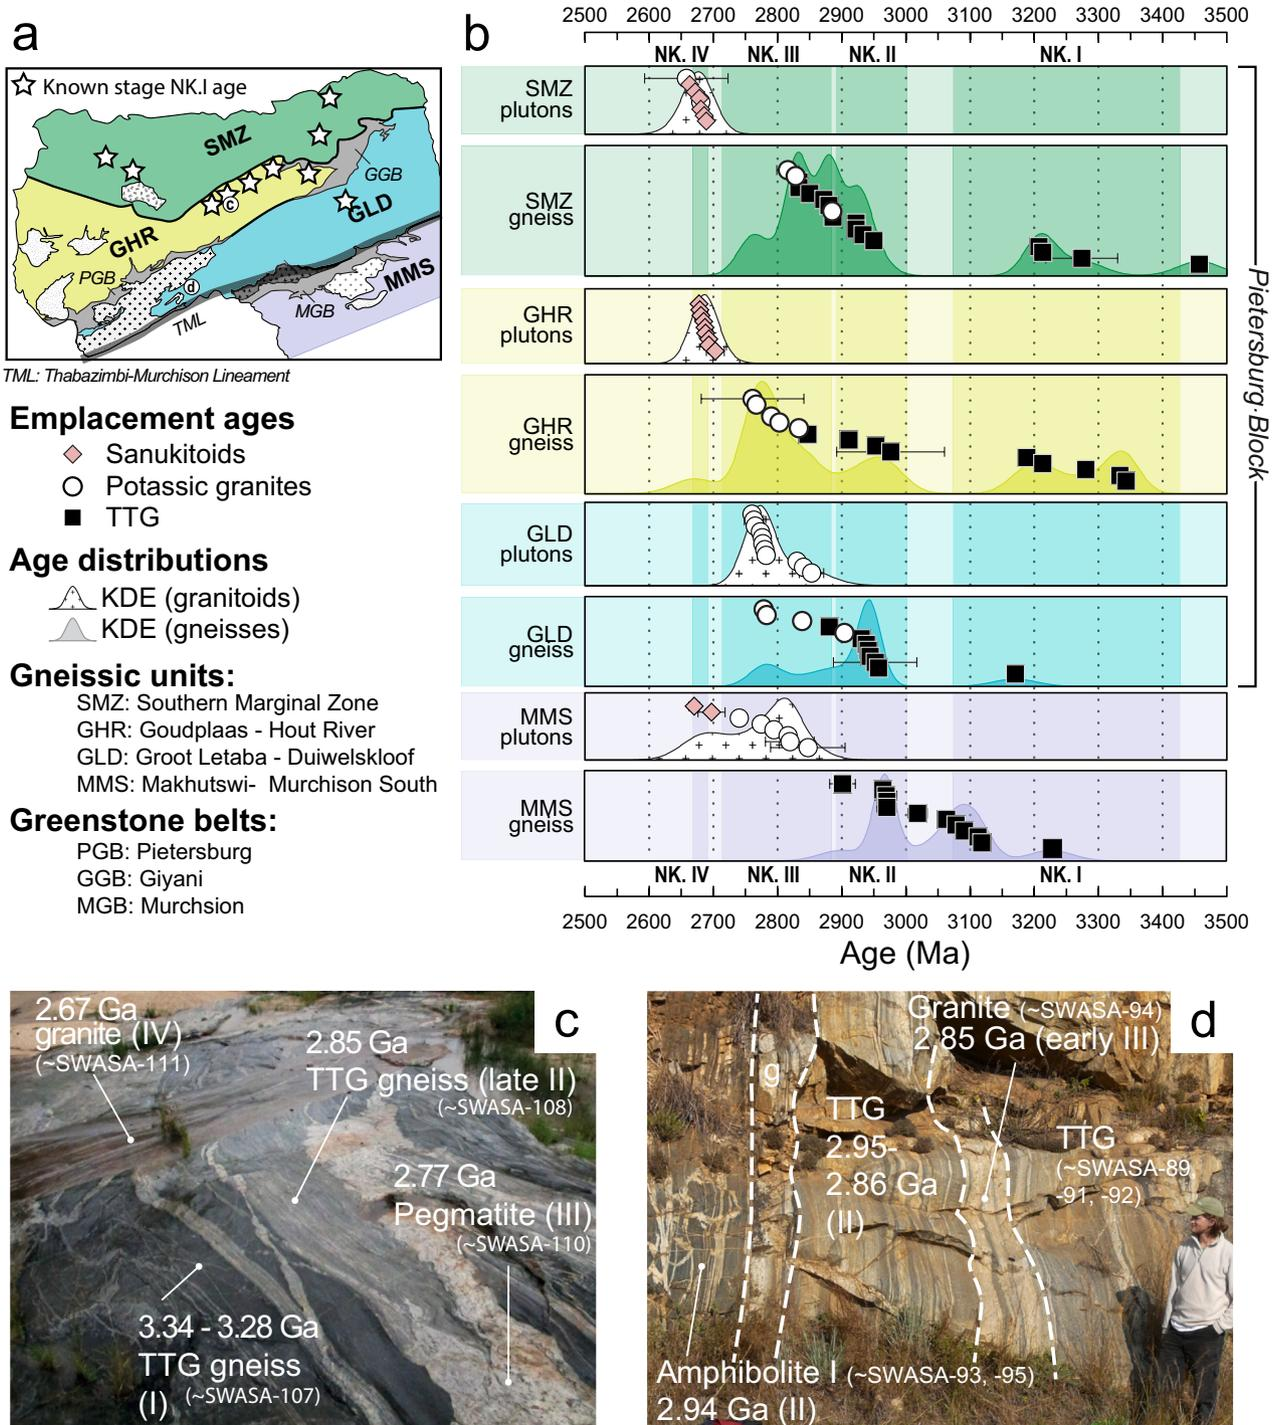 a
Known stage NK.I age
SMZ
GGB
GLD
c
GHR
PGB
d
MMS
MGB
TML
TML: Thabazimbi-Murchison Lineament
Emplacement ages
Sanukitoids
Potassic granites
TTG
Age distributions
KDE (granitoids)
KDE (gneisses)
Gneissic units:
SMZ: Southern Marginal Zone
GHR: Goudplaas - Hout River
GLD: Groot Letaba - Duiwelskloof
MMS: Makhutswi- Murchison South
Greenstone belts:
PGB: Pietersburg
GGB: Giyani
MGB: Murchsion
b
2500 2600 2700 2800 2900 3000 3100 3200 3300 3400 3500
NK. IV NK. III NK. II NK. I
SMZ
plutons
SMZ
gneiss
GHR
plutons
GHR
gneiss
GLD
plutons
GLD
gneiss
MMS
plutons
MMS
gneiss
Pietersburg Block
NK. IV NK. III NK. II NK. I
2500 2600 2700 2800 2900 3000 3100 3200 3300 3400 3500
Age (Ma)
c
2.67 Ga
granite (IV)
(~SWASA-111)
2.85 Ga
TTG gneiss (late II)
(~SWASA-108)
2.77 Ga
Pegmatite (III)
(~SWASA-110)
3.34 - 3.28 Ga
TTG gneiss
(I) (~SWASA-107)
d
Granite (~SWASA-94)
2.85 Ga (early III)
g
TTG
2.95-
2.86 Ga
(II)
TTG
(~SWASA-89,
-91, -92)
Amphibolite I (~SWASA-93, -95)
2.94 Ga (II)